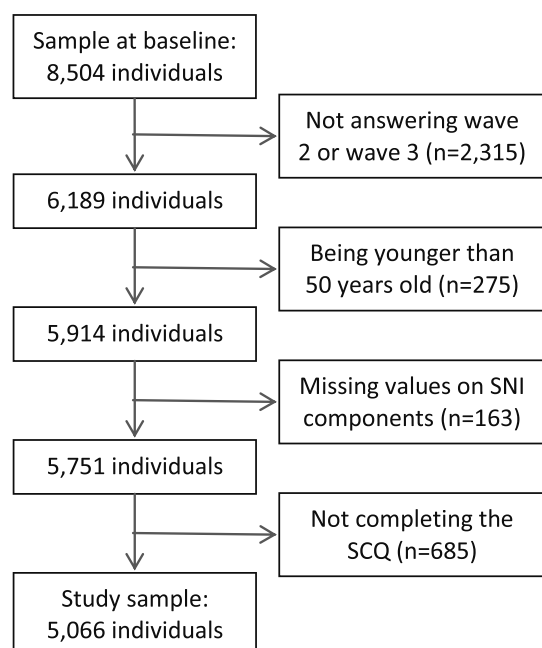 Sample at baseline:
8,504 individuals
Not answering wave
2 or wave 3 (n=2,315)
6,189 individuals
Being younger than
50 years old (n=275)
5,914 individuals
Missing values on SNI
components (n=163)
5,751 individuals
Not completing the
SCQ (n=685)
Study sample:
5,066 individuals